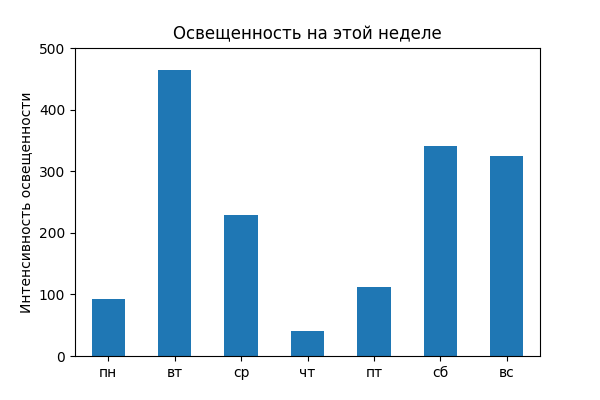 Освещенность на этой неделе
Интенсивность освещенности
500
400
300
200
100
0
пн вт ср чт пт сб вс